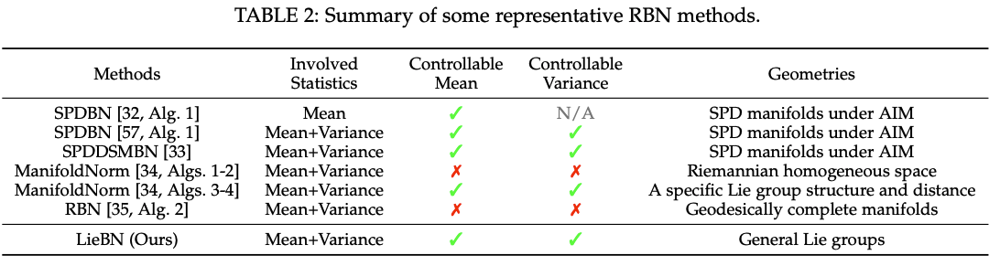 TABLE 2: Summary of some representative RBN methods.
Methods Involved Statistics Controllable Mean Controllable Variance Geometries
SPDBN [32, Alg. 1] Mean ✓ N/A SPD manifolds under AIM
SPDBN [57, Alg. 1] Mean+Variance ✓ ✓ SPD manifolds under AIM
SPDDSMBN [33] Mean+Variance ✓ ✓ SPD manifolds under AIM
ManifoldNorm [34, Algs. 1-2] Mean+Variance ✗ ✗ Riemannian homogeneous space
ManifoldNorm [34, Algs. 3-4] Mean+Variance ✓ ✓ A specific Lie group structure and distance
RBN [35, Alg. 2] Mean+Variance ✗ ✗ Geodesically complete manifolds
LieBN (Ours) Mean+Variance ✓ ✓ General Lie groups